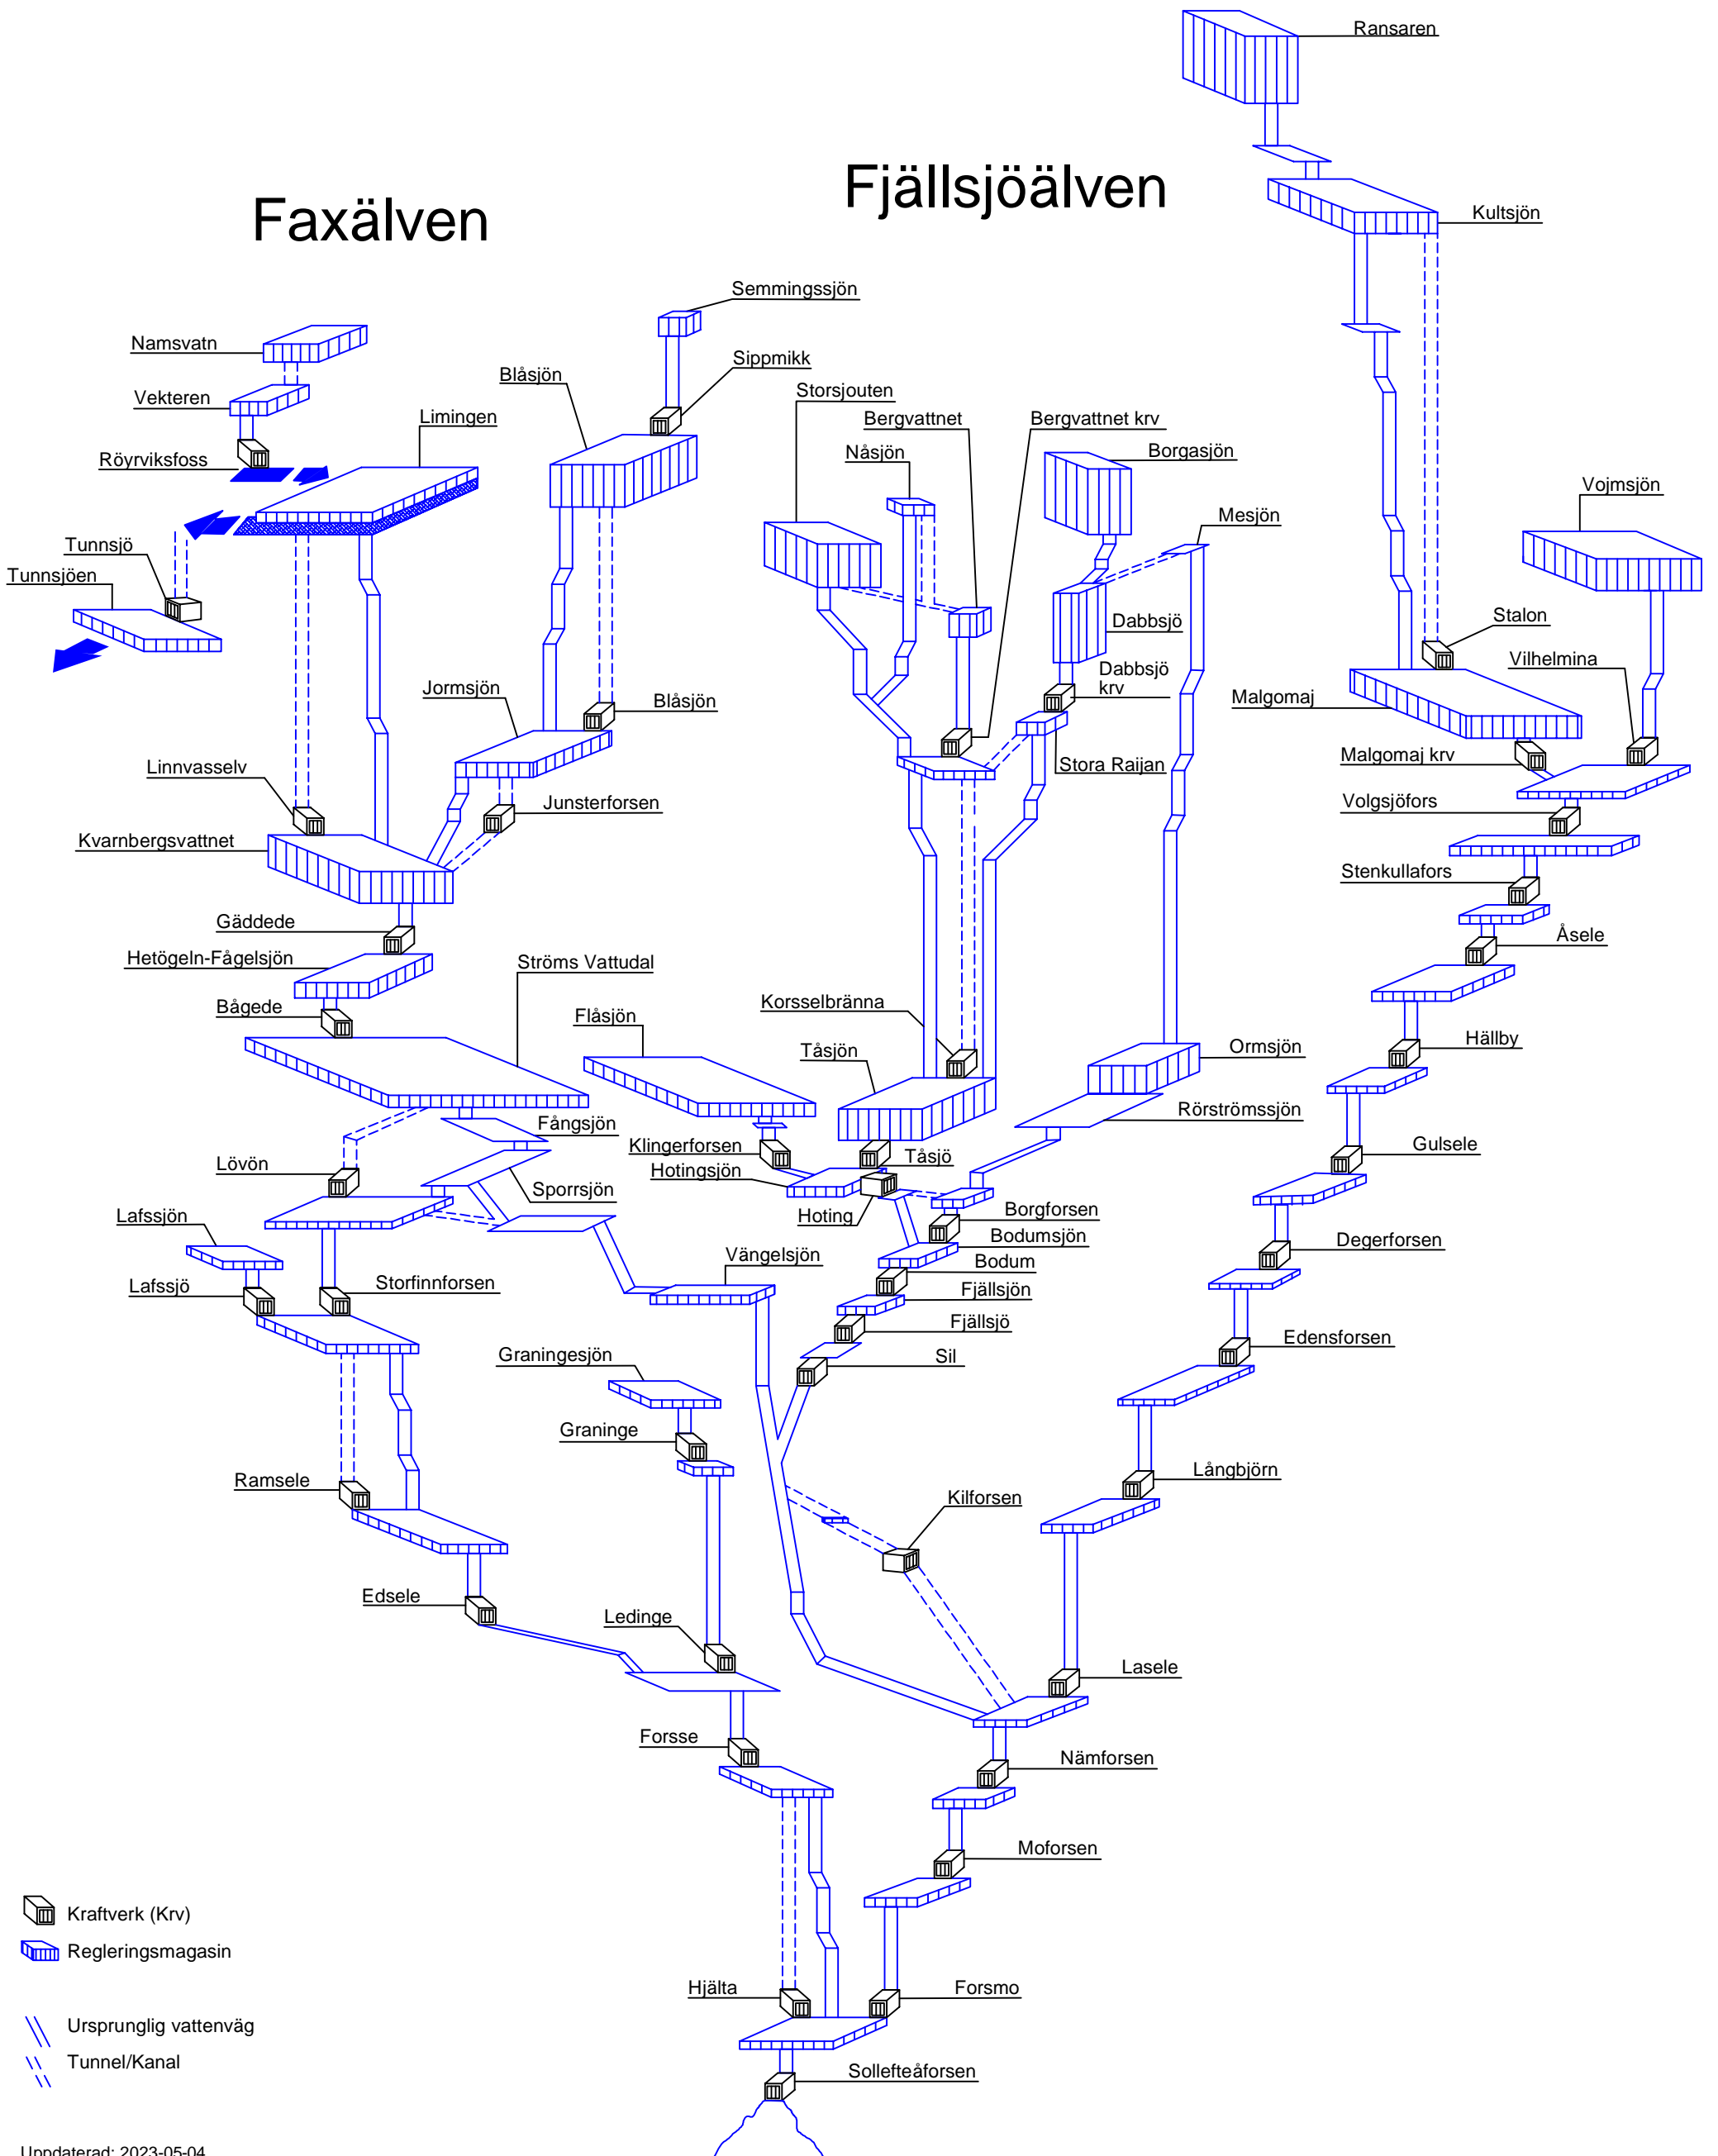 Ransaren
Fjällsjöälven
Faxälven
Kultsjön
Semmingssjön
Namsvatn
Sippmikk
Blåsjön
Storsjouten
Vekteren
Limingen
Bergvattnet
Bergvattnet krv
Röyrviksfoss
Nåsjön
Borgasjön
Vojmsjön
Mesjön
Tunnsjö
Tunnsjöen
Dabbsjö
Stalon
Vilhelmina
Dabbsjö
krv
Jormsjön
Blåsjön
Malgomaj
Malgomaj krv
Linnvasselv
Stora Raijan
Junsterforsen
Volgsjöfors
Kvarnbergsvattnet
Stenkullafors
Gäddede
Åsele
Hetögeln-Fågelsjön
Ströms Vattudal
Bågede
Korsselbränna
Flåsjön
Tåsjön
Ormsjön
Hällby
Fångsjön
Rörströmssjön
Klingerforsen
Tåsjö
Gulsele
Lövön
Hotingsjön
Sporrsjön
Lafssjön
Hoting
Borgforsen
Bodumsjön
Degerforsen
Vängelsjön
Bodum
Lafssjö
Storfinnforsen
Fjällsjön
Fjällsjö
Edensforsen
Graningesjön
Sil
Graninge
Långbjörn
Ramsele
Kilforsen
Edsele
Ledinge
Lasele
Forsse
Nämforsen
Moforsen
Kraftverk (Krv)
Regleringsmagasin
Hjälta
Forsmo
Ursprunglig vattenväg
Tunnel/Kanal
Sollefteåforsen
Uppdaterad: 2023-05-04